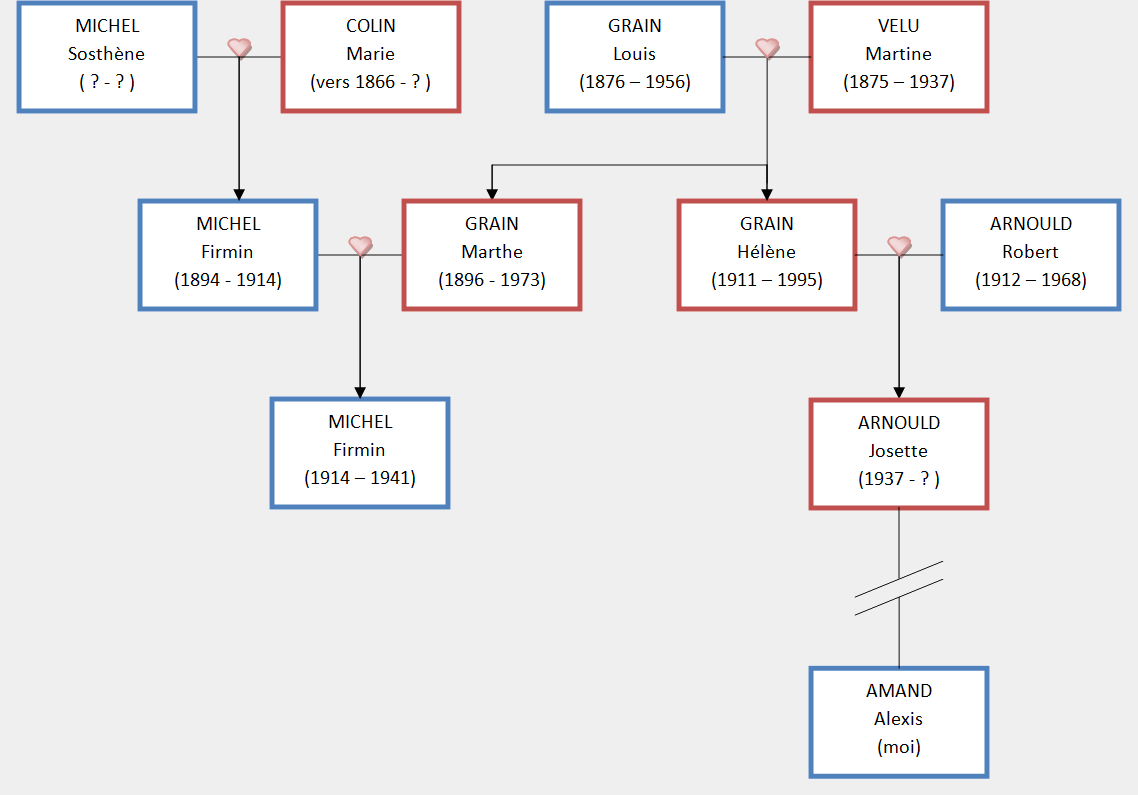 MICHEL
Sosthène
( ? - ? )
COLIN
Marie
(vers 1866 - ? )
GRAIN
Louis
(1876 – 1956)
VELU
Martine
(1875 – 1937)
MICHEL
Firmin
(1894 - 1914)
GRAIN
Marthe
(1896 - 1973)
GRAIN
Hélène
(1911 – 1995)
ARNOULD
Robert
(1912 – 1968)
MICHEL
Firmin
(1914 – 1941)
ARNOULD
Josette
(1937 - ? )
AMAND
Alexis
(moi)